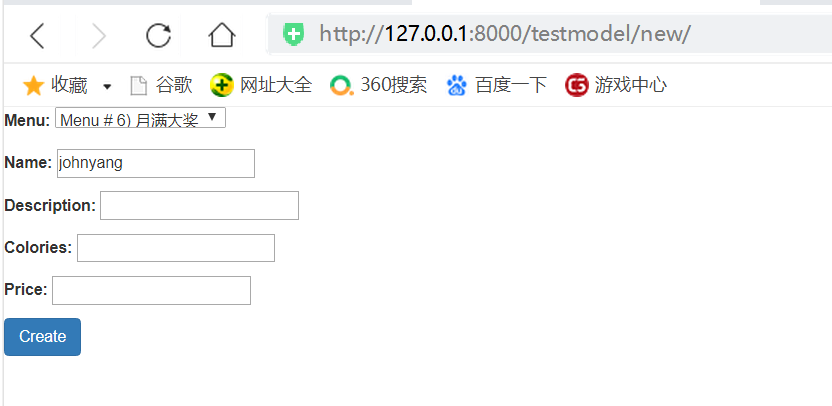 http://127.0.0.1:8000/testmodel/new/
收藏 谷歌 网址大全 360搜索 百度一下 游戏中心
Menu: Menu # 6) 月满大奖
Name: johnyang
Description:
Colories:
Price:
Create